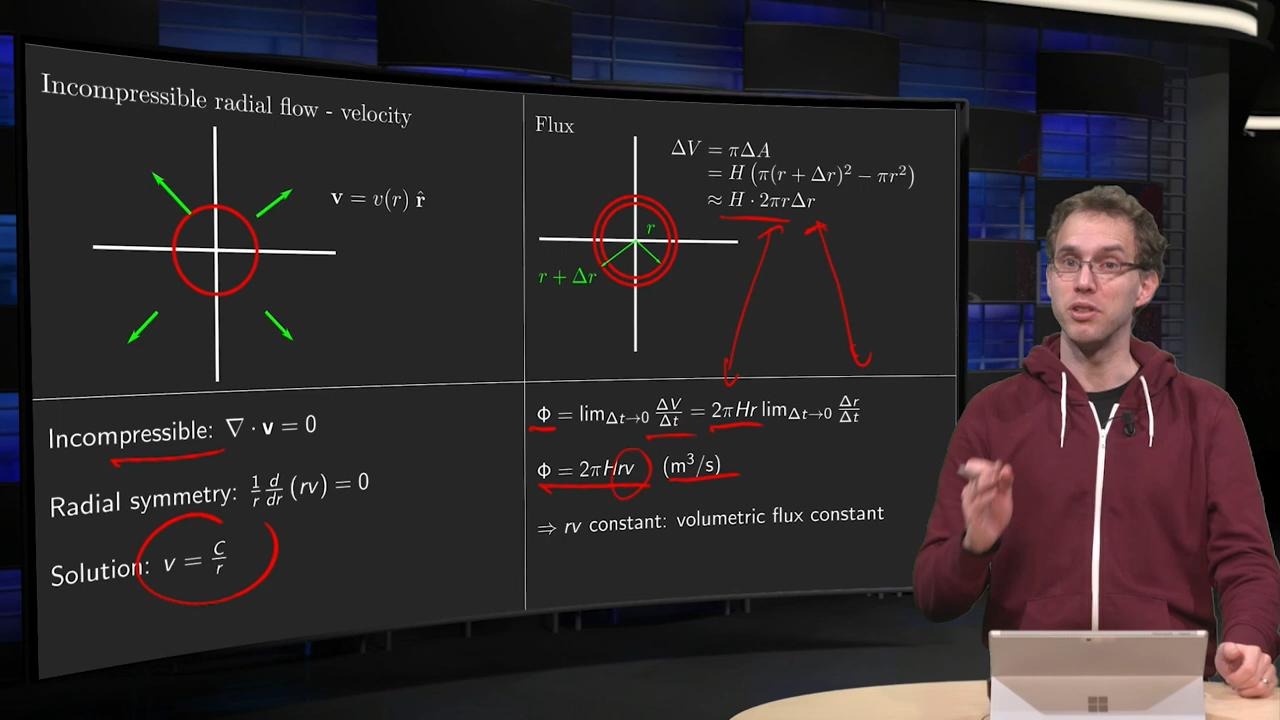 Incompressible radial flow - velocity
v = v(r) r̂
Incompressible: ∇ · v = 0
Radial symmetry: 1/r d/dr (rv) = 0
Solution: v = C/r
Flux
ΔV = πΔA
= H (π(r + Δr)² − πr²)
≈ H · 2πrΔr
r
r + Δr
Φ = lim_{Δt→0} ΔV/Δt = 2πHr lim_{Δt→0} Δr/Δt
Φ = 2πHrv (m³/s)
⇒ rv constant: volumetric flux constant